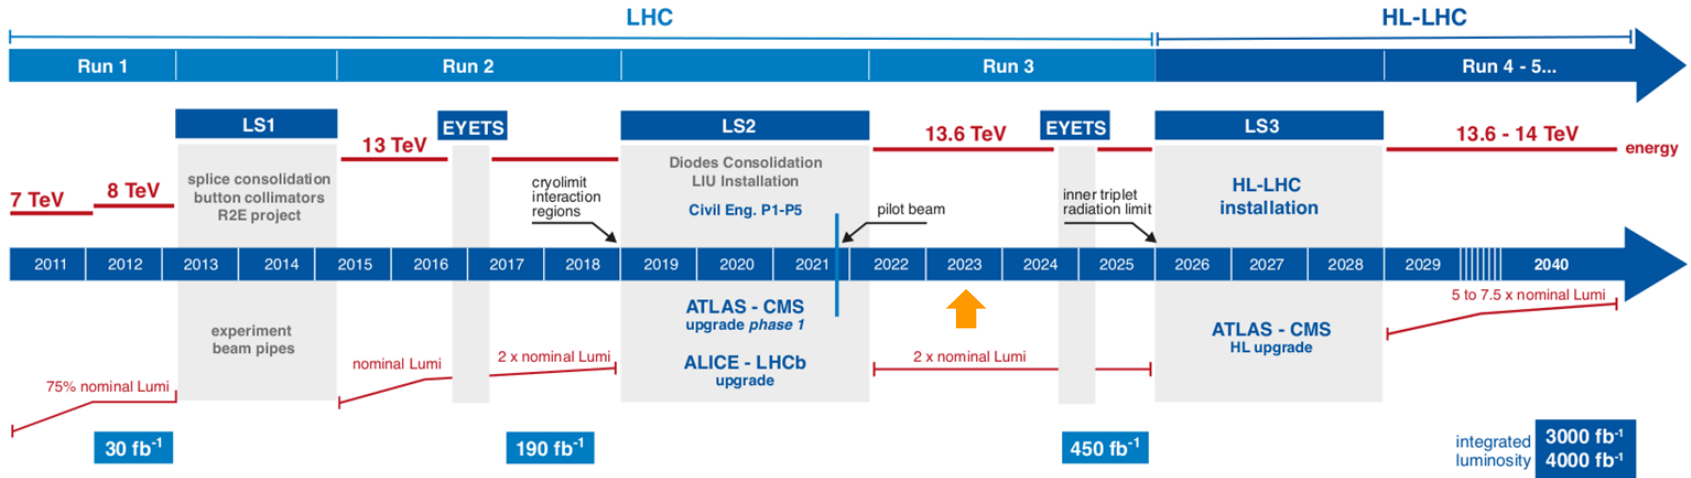 LHC
HL-LHC
Run 1
Run 2
Run 3
Run 4 - 5...
LS1
EYETS
LS2
EYETS
LS3
7 TeV
8 TeV
13 TeV
13.6 TeV
13.6 - 14 TeV
energy
splice consolidation
button collimators
R2E project
cryolimit
interaction
regions
Diodes Consolidation
LIU Installation
Civil Eng. P1-P5
pilot beam
inner triplet
radiation limit
HL-LHC
installation
2011 2012 2013 2014 2015 2016 2017 2018 2019 2020 2021 2022 2023 2024 2025 2026 2027 2028 2029 2040
experiment
beam pipes
ATLAS - CMS
upgrade phase 1
ALICE - LHCb
upgrade
ATLAS - CMS
HL upgrade
75% nominal Lumi
nominal Lumi
2 x nominal Lumi
2 x nominal Lumi
5 to 7.5 x nominal Lumi
30 fb⁻¹
190 fb⁻¹
450 fb⁻¹
integrated
luminosity
3000 fb⁻¹
4000 fb⁻¹